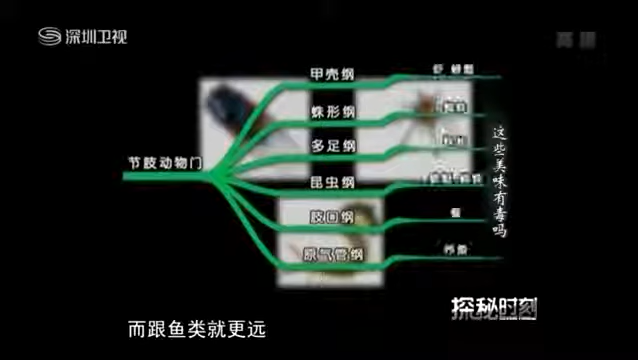 深圳卫视
高清
甲壳纲
蛛形纲
多足纲
节肢动物门
昆虫纲
肢口纲
原气管纲
这些美味有毒吗
探秘时刻
而跟鱼类就更远